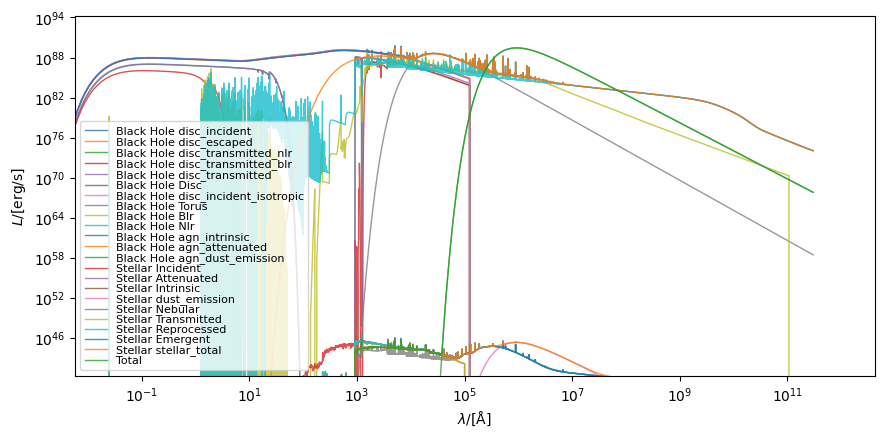 10^94
10^88
10^82
10^76
10^70
10^64
10^58
10^52
10^46
L/[erg/s]
Black Hole disc_incident
Black Hole disc_escaped
Black Hole disc_transmitted_nlr
Black Hole disc_transmitted_blr
Black Hole disc_transmitted
Black Hole Disc
Black Hole disc_incident_isotropic
Black Hole Torus
Black Hole Blr
Black Hole Nlr
Black Hole agn_intrinsic
Black Hole agn_attenuated
Black Hole agn_dust_emission
Stellar Incident
Stellar Attenuated
Stellar Intrinsic
Stellar dust_emission
Stellar Nebular
Stellar Transmitted
Stellar Reprocessed
Stellar Emergent
Stellar stellar_total
Total
10^−1 10^1 10^3 10^5 10^7 10^9 10^11
λ/[Å]